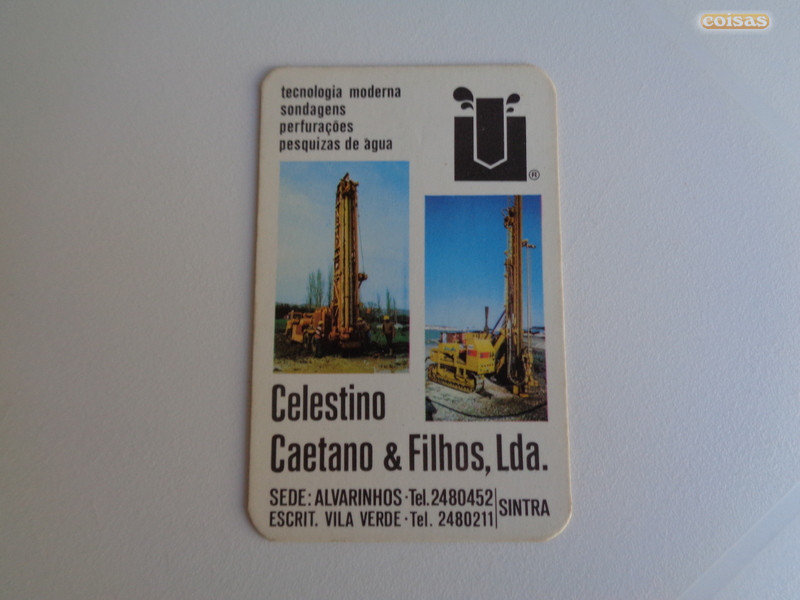 coisas
tecnologia moderna
sondagens
perfurações
pesquizas de água
®
Celestino
Caetano & Filhos, Lda.
SEDE: ALVARINHOS · Tel. 2480452
ESCRIT. VILA VERDE · Tel. 2480211
SINTRA